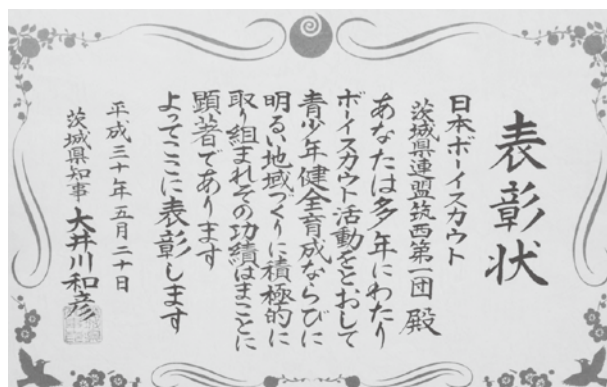 表彰状
日本ボーイスカウト
茨城県連盟筑西第一団 殿
あなたは多年にわたり
ボーイスカウト活動をとおして
青少年健全育成ならびに
明るい地域づくりに積極的に
取り組まれその功績はまことに
顕著であります
よってここに表彰します
平成三十年五月二十日
茨城県知事 大井川和彦